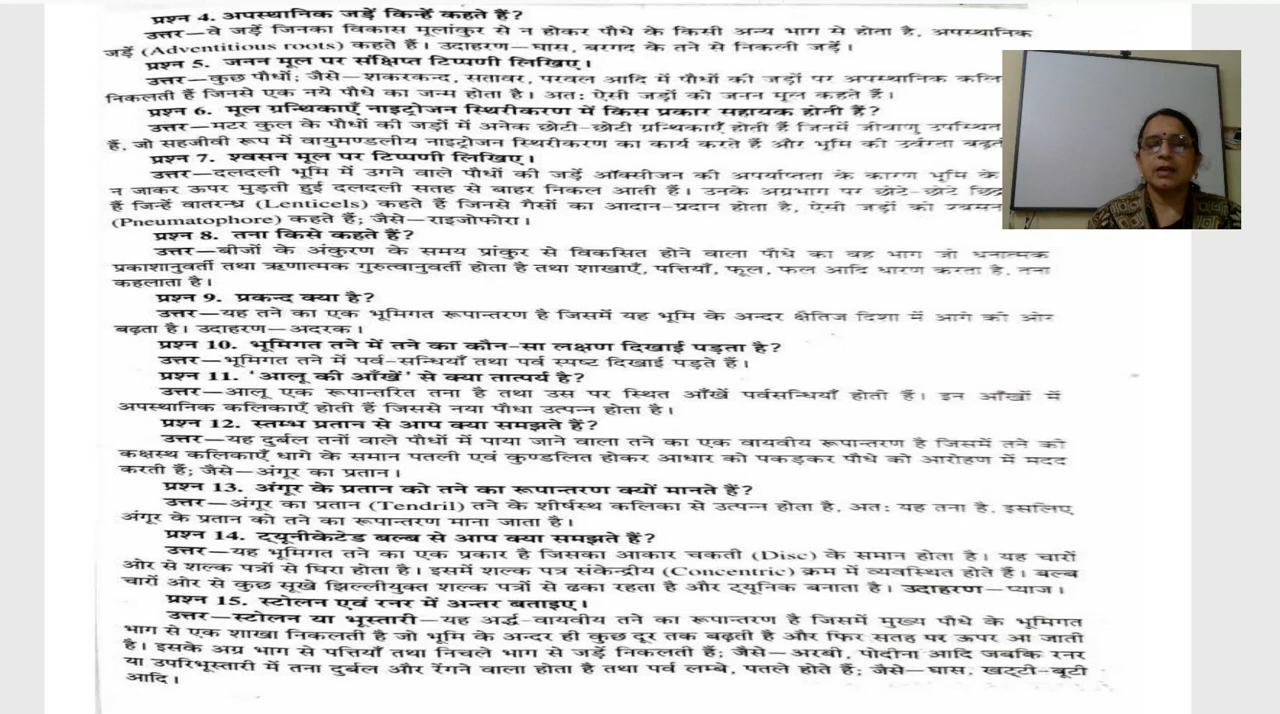 प्रश्न 4. अपस्थानिक जड़ें किन्हें कहते हैं?
उत्तर—वे जड़ें जिनका विकास मूलांकुर से न होकर पौधे के किसी अन्य भाग से होता है, अपस्थानिक
जड़ें (Adventitious roots) कहते हैं। उदाहरण—घास, बरगद के तने से निकली जड़ें।
प्रश्न 5. जनन मूल पर संक्षिप्त टिप्पणी लिखिए।
उत्तर—कुछ पौधों; जैसे—शकरकन्द, सतावर, परवल आदि में पौधों की जड़ों पर अपस्थानिक कलि
निकलती हैं जिनसे एक नये पौधे का जन्म होता है। अतः ऐसी जड़ों को जनन मूल कहते हैं।
प्रश्न 6. मूल ग्रन्थिकाएँ नाइट्रोजन स्थिरीकरण में किस प्रकार सहायक होती हैं?
उत्तर—मटर कुल के पौधों की जड़ों में अनेक छोटी-छोटी ग्रन्थिकाएँ होती हैं जिनमें जीवाणु उपस्थित
हैं, जो सहजीवी रूप में वायुमण्डलीय नाइट्रोजन स्थिरीकरण का कार्य करते हैं और भूमि की उर्वरता बढ़ाते
प्रश्न 7. श्वसन मूल पर टिप्पणी लिखिए।
उत्तर—दलदली भूमि में उगने वाले पौधों की जड़ें ऑक्सीजन की अपर्याप्तता के कारण भूमि के
न जाकर ऊपर मुड़ती हुई दलदली सतह से बाहर निकल आती हैं। उनके अग्रभाग पर छोटे-छोटे छिद्र
हैं जिन्हें वातरन्ध्र (Lenticels) कहते हैं जिनसे गैसों का आदान-प्रदान होता है, ऐसी जड़ों को श्वसन
(Pneumatophore) कहते हैं; जैसे—राइजोफोरा।
प्रश्न 8. तना किसे कहते हैं?
उत्तर—बीजों के अंकुरण के समय प्रांकुर से विकसित होने वाला पौधे का वह भाग जो धनात्मक
प्रकाशानुवर्ती तथा ऋणात्मक गुरुत्वानुवर्ती होता है तथा शाखाएँ, पत्तियाँ, फूल, फल आदि धारण करता है, तना
कहलाता है।
प्रश्न 9. प्रकन्द क्या है?
उत्तर—यह तने का एक भूमिगत रूपान्तरण है जिसमें यह भूमि के अन्दर क्षैतिज दिशा में आगे की ओर
बढ़ता है। उदाहरण—अदरक।
प्रश्न 10. भूमिगत तने में तने का कौन-सा लक्षण दिखाई पड़ता है?
उत्तर—भूमिगत तने में पर्व-सन्धियाँ तथा पर्व स्पष्ट दिखाई पड़ते हैं।
प्रश्न 11. 'आलू की आँखें' से क्या तात्पर्य है?
उत्तर—आलू एक रूपान्तरित तना है तथा उस पर स्थित आँखें पर्वसन्धियाँ होती हैं। इन आँखों में
अपस्थानिक कलिकाएँ होती हैं जिससे नया पौधा उत्पन्न होता है।
प्रश्न 12. स्तम्भ प्रतान से आप क्या समझते हैं?
उत्तर—यह दुर्बल तनों वाले पौधों में पाया जाने वाला तने का एक वायवीय रूपान्तरण है जिसमें तने की
कक्षस्थ कलिकाएँ धागे के समान पतली एवं कुण्डलित होकर आधार को पकड़कर पौधे को आरोहण में मदद
करती हैं; जैसे—अंगूर का प्रतान।
प्रश्न 13. अंगूर के प्रतान को तने का रूपान्तरण क्यों मानते हैं?
उत्तर—अंगूर का प्रतान (Tendril) तने के शीर्षस्थ कलिका से उत्पन्न होता है, अतः यह तना है, इसलिए
अंगूर के प्रतान को तने का रूपान्तरण माना जाता है।
प्रश्न 14. ट्यूनीकेटेड बल्ब से आप क्या समझते हैं?
उत्तर—यह भूमिगत तने का एक प्रकार है जिसका आकार चकती (Disc) के समान होता है। यह चारों
ओर से शल्क पत्रों से घिरा होता है। इसमें शल्क पत्र संकेन्द्रीय (Concentric) क्रम में व्यवस्थित होते हैं। बल्ब
चारों ओर से कुछ सूखे झिल्लीयुक्त शल्क पत्रों से ढका रहता है और ट्यूनिक बनाता है। उदाहरण—प्याज।
प्रश्न 15. स्टोलन एवं रनर में अन्तर बताइए।
उत्तर—स्टोलन या भूस्तारी—यह अर्द्ध-वायवीय तने का रूपान्तरण है जिसमें मुख्य पौधे के भूमिगत
भाग से एक शाखा निकलती है जो भूमि के अन्दर ही कुछ दूर तक बढ़ती है और फिर सतह पर ऊपर आ जाती
है। इसके अग्र भाग से पत्तियाँ तथा निचले भाग से जड़ें निकलती हैं; जैसे—अरबी, पोदीना आदि जबकि रनर
या उपरिभूस्तारी में तना दुर्बल और रेंगने वाला होता है तथा पर्व लम्बे, पतले होते हैं; जैसे—घास, खट्टी-बूटी
आदि।